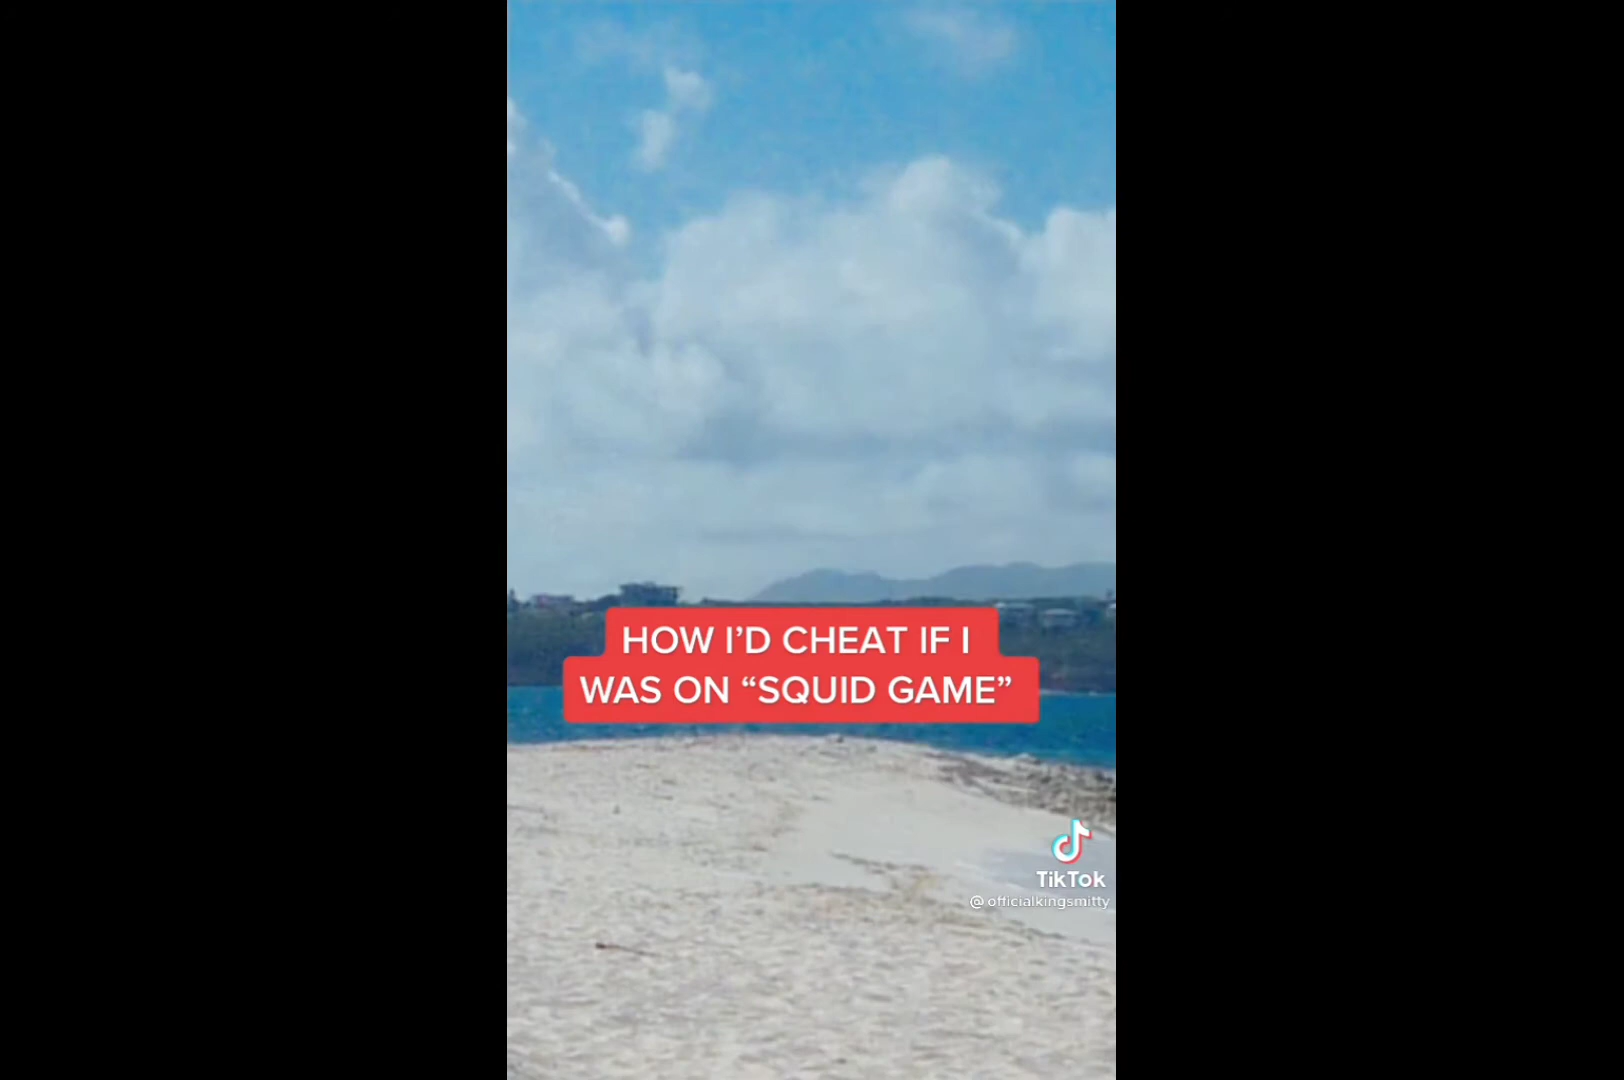 HOW I’D CHEAT IF I
WAS ON “SQUID GAME”
TikTok
@officialkingsmitty